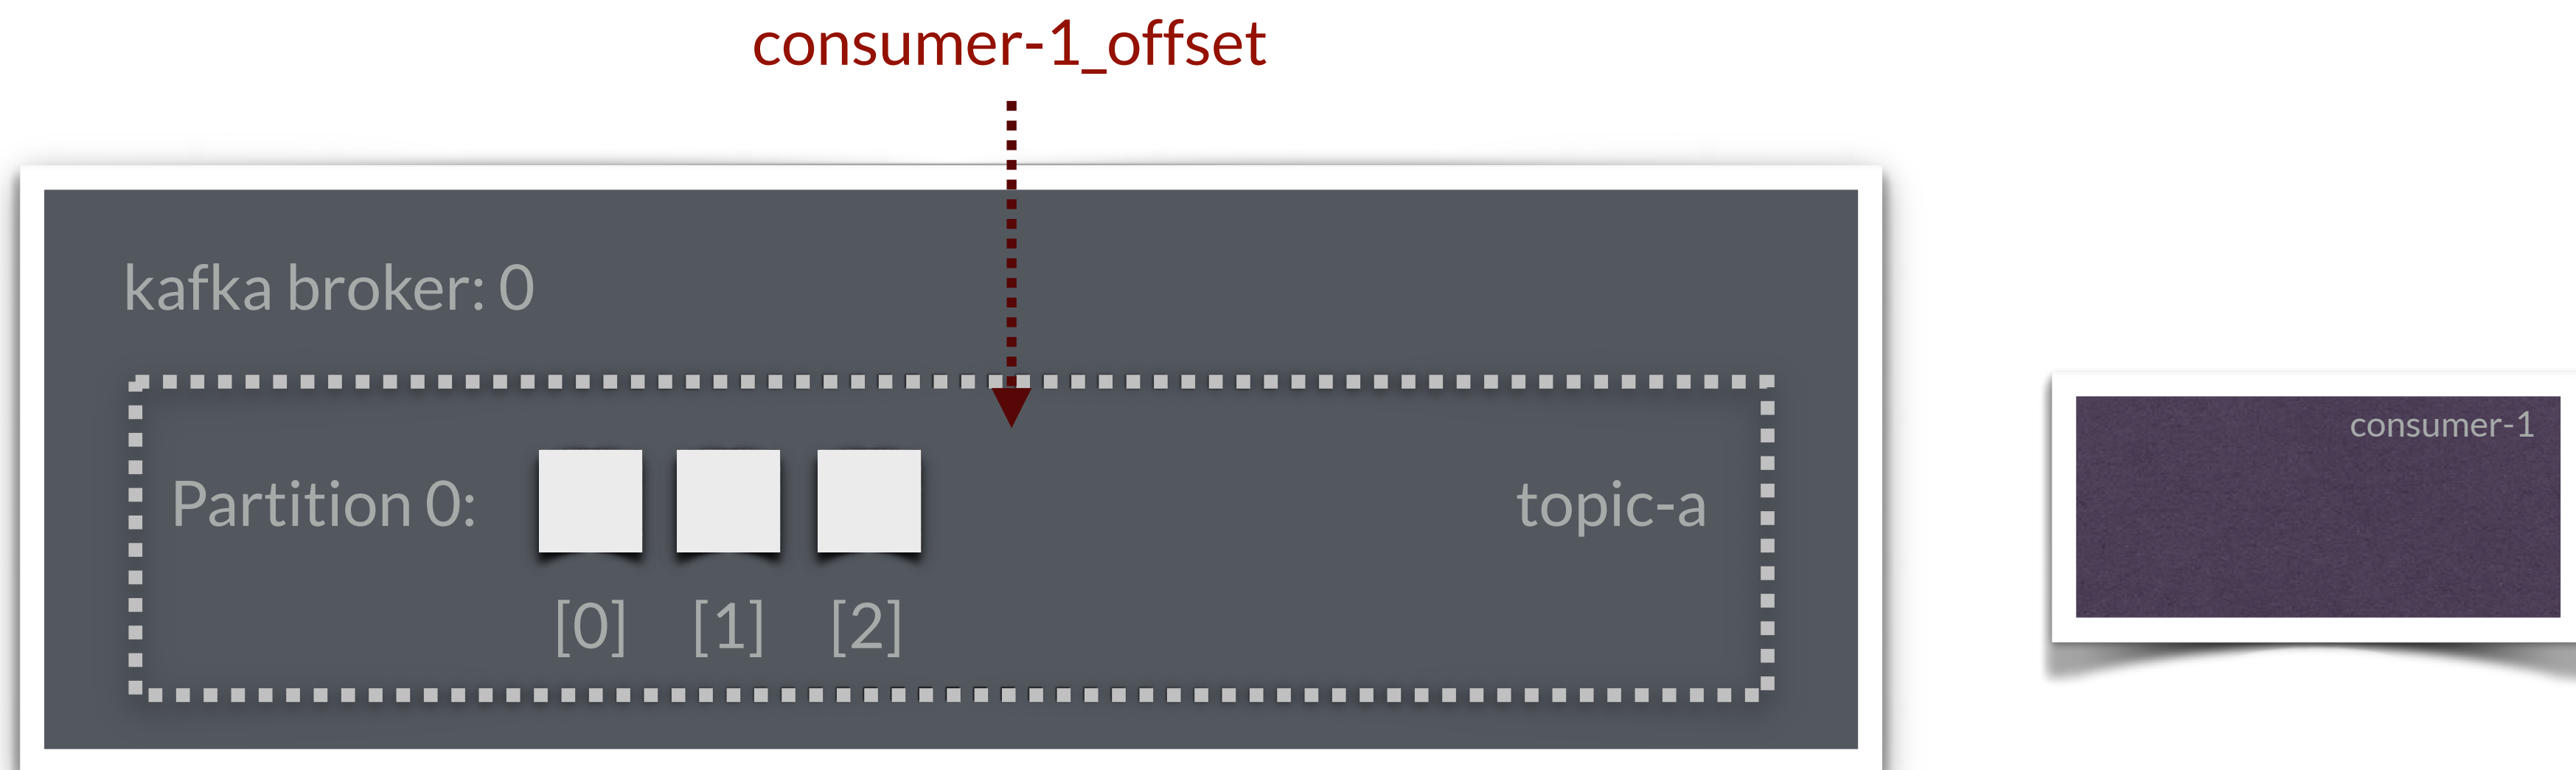 consumer-1_offset
kafka broker: 0
consumer-1
Partition 0:
topic-a
[0] [1] [2]